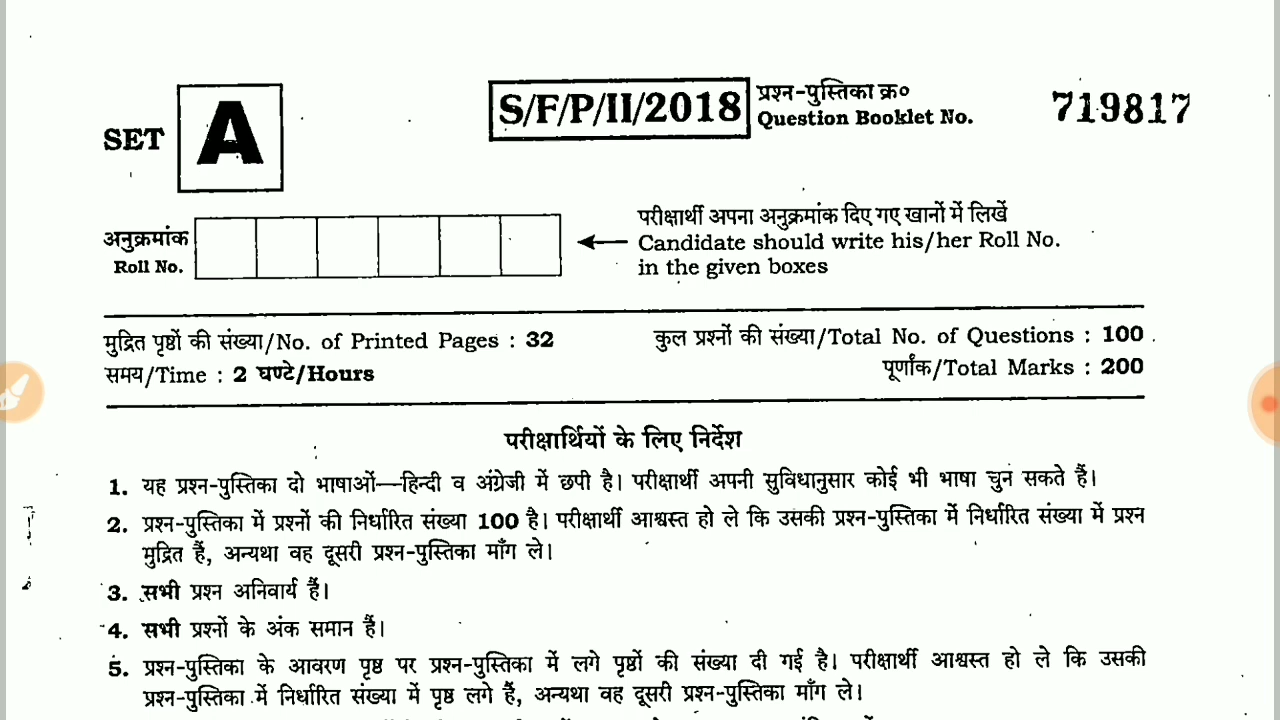 SET A
S/F/P/II/2018
प्रश्न-पुस्तिका क्र०
Question Booklet No.
719817
अनुक्रमांक
Roll No.
परीक्षार्थी अपना अनुक्रमांक दिए गए खानों में लिखें
Candidate should write his/her Roll No.
in the given boxes
मुद्रित पृष्ठों की संख्या/No. of Printed Pages : 32
कुल प्रश्नों की संख्या/Total No. of Questions : 100
समय/Time : 2 घण्टे/Hours
पूर्णांक/Total Marks : 200
परीक्षार्थियों के लिए निर्देश
1. यह प्रश्न-पुस्तिका दो भाषाओं—हिन्दी व अंग्रेजी में छपी है। परीक्षार्थी अपनी सुविधानुसार कोई भी भाषा चुन सकते हैं।
2. प्रश्न-पुस्तिका में प्रश्नों की निर्धारित संख्या 100 है। परीक्षार्थी आश्वस्त हो ले कि उसकी प्रश्न-पुस्तिका में निर्धारित संख्या में प्रश्न
मुद्रित हैं, अन्यथा वह दूसरी प्रश्न-पुस्तिका माँग ले।
3. सभी प्रश्न अनिवार्य हैं।
4. सभी प्रश्नों के अंक समान हैं।
5. प्रश्न-पुस्तिका के आवरण पृष्ठ पर प्रश्न-पुस्तिका में लगे पृष्ठों की संख्या दी गई है। परीक्षार्थी आश्वस्त हो ले कि उसकी
प्रश्न-पुस्तिका में निर्धारित संख्या में पृष्ठ लगे हैं, अन्यथा वह दूसरी प्रश्न-पुस्तिका माँग ले।